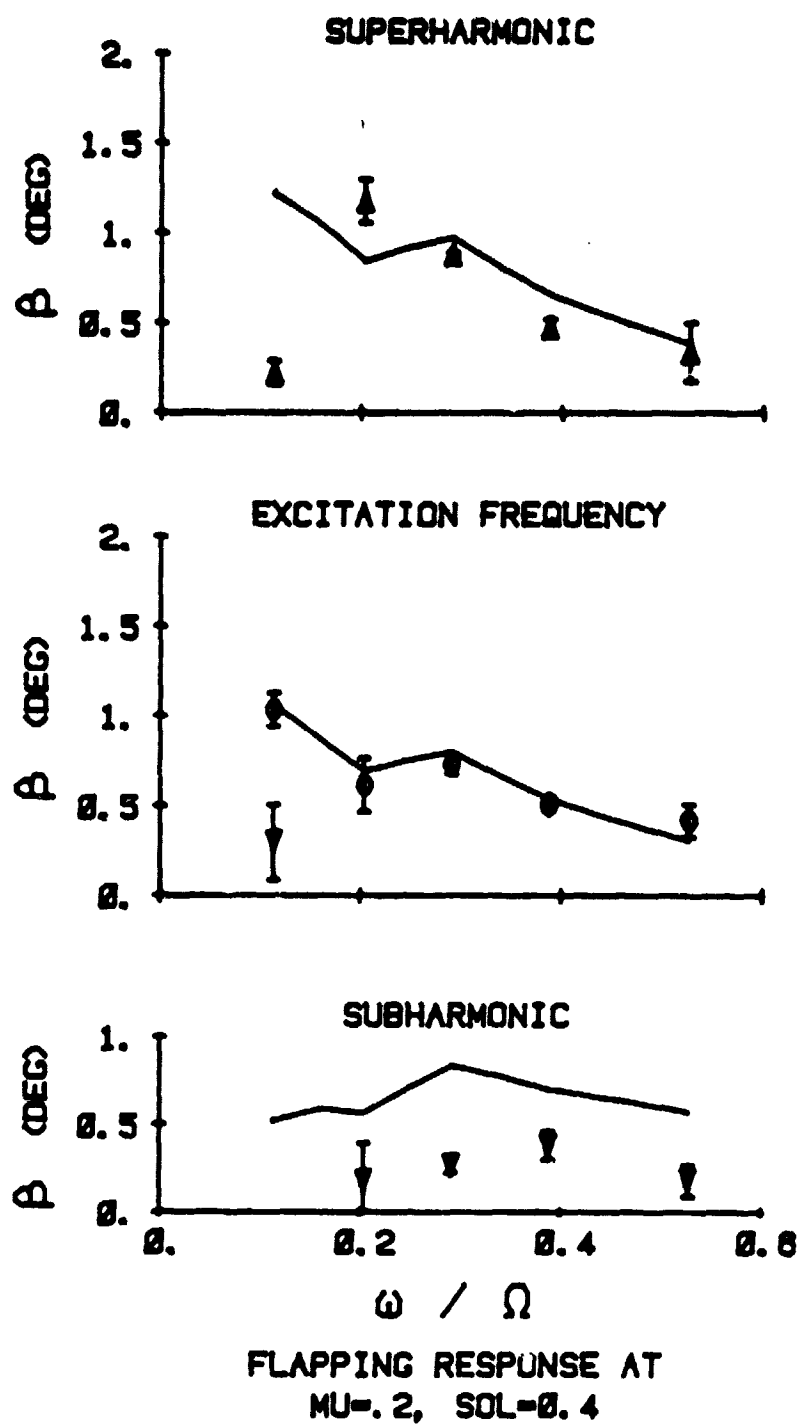 SUPERHARMONIC
2.
1.5
1.
0.5
0.
β (DEG)
EXCITATION FREQUENCY
2.
1.5
1.
0.5
0.
β (DEG)
SUBHARMONIC
1.
0.5
0.
β (DEG)
0. 0.2 0.4 0.6
ω / Ω
FLAPPING RESPONSE AT
MU=.2, SOL=0.4